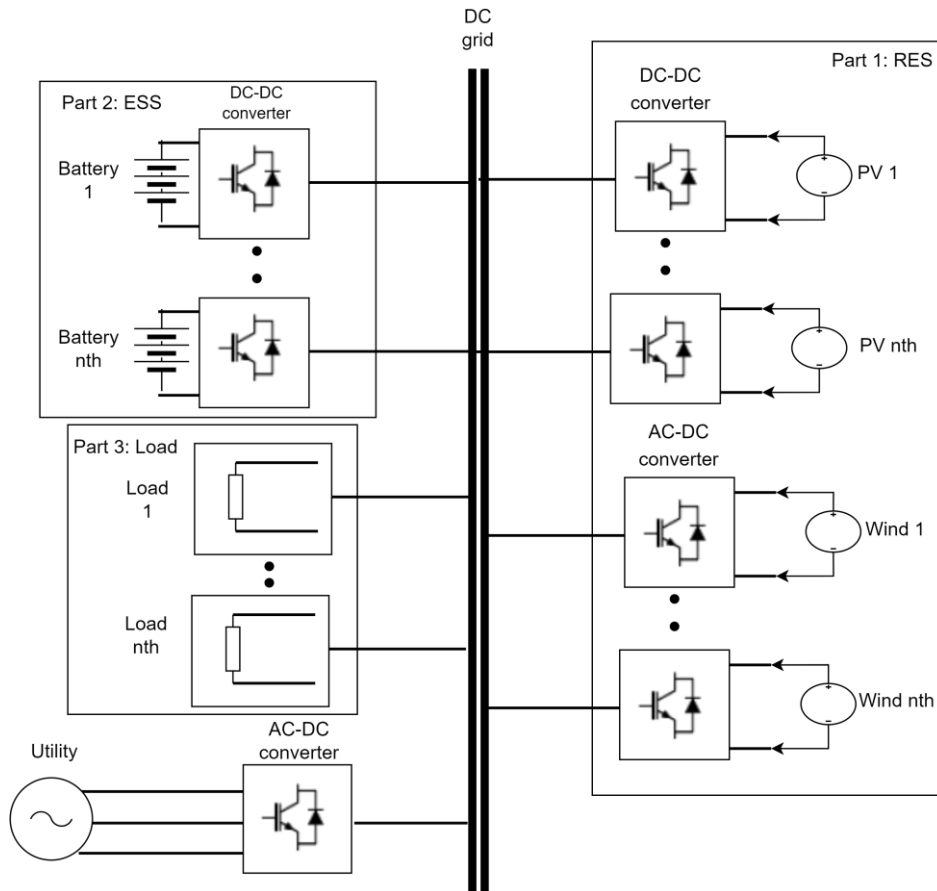 DC
grid
Part 1: RES
DC-DC
converter
PV 1
PV nth
AC-DC
converter
Wind 1
Wind nth
Part 2: ESS
DC-DC
converter
Battery
1
Battery
nth
Part 3: Load
Load
1
Load
nth
AC-DC
converter
Utility